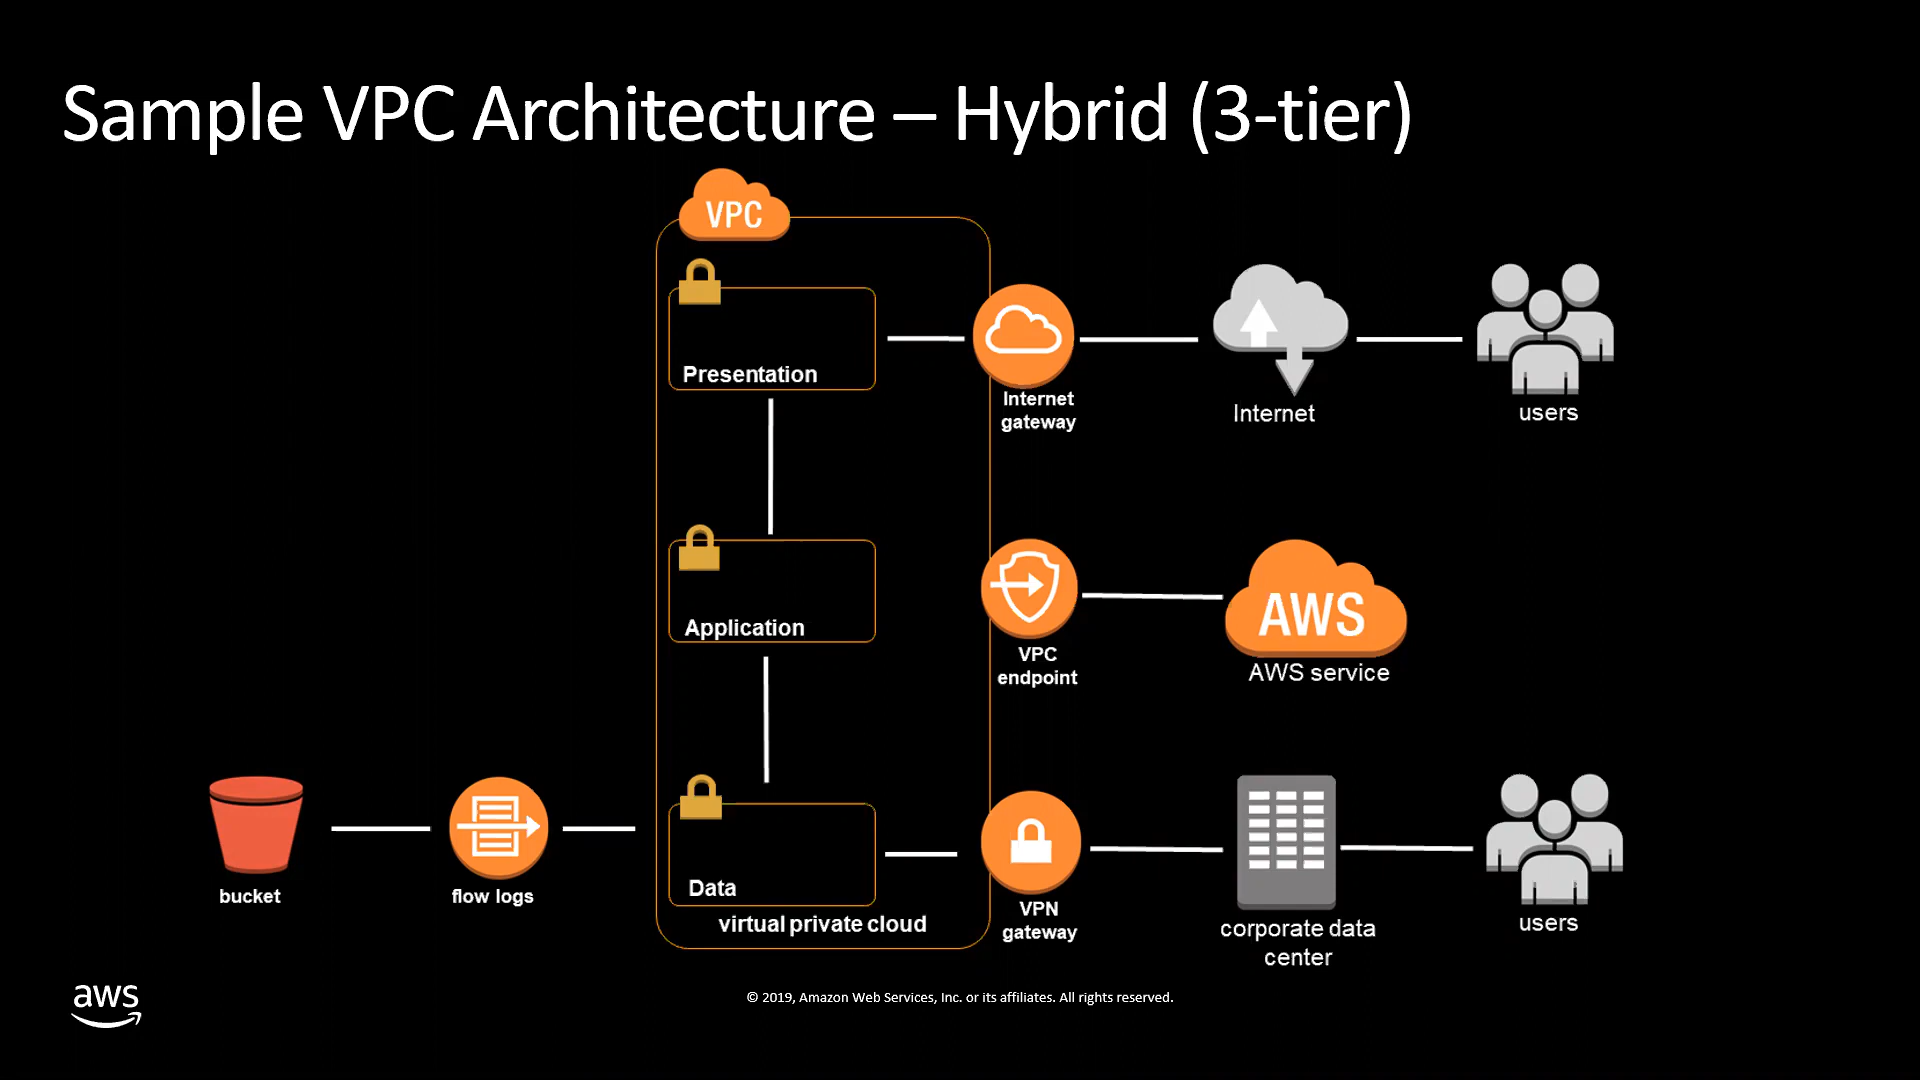 Sample VPC Architecture – Hybrid (3-tier)
VPC
Presentation
Internet
gateway
Internet
users
Application
VPC
endpoint
AWS
AWS service
bucket
flow logs
Data
virtual private cloud
VPN
gateway
corporate data
center
users
aws
© 2019, Amazon Web Services, Inc. or its affiliates. All rights reserved.